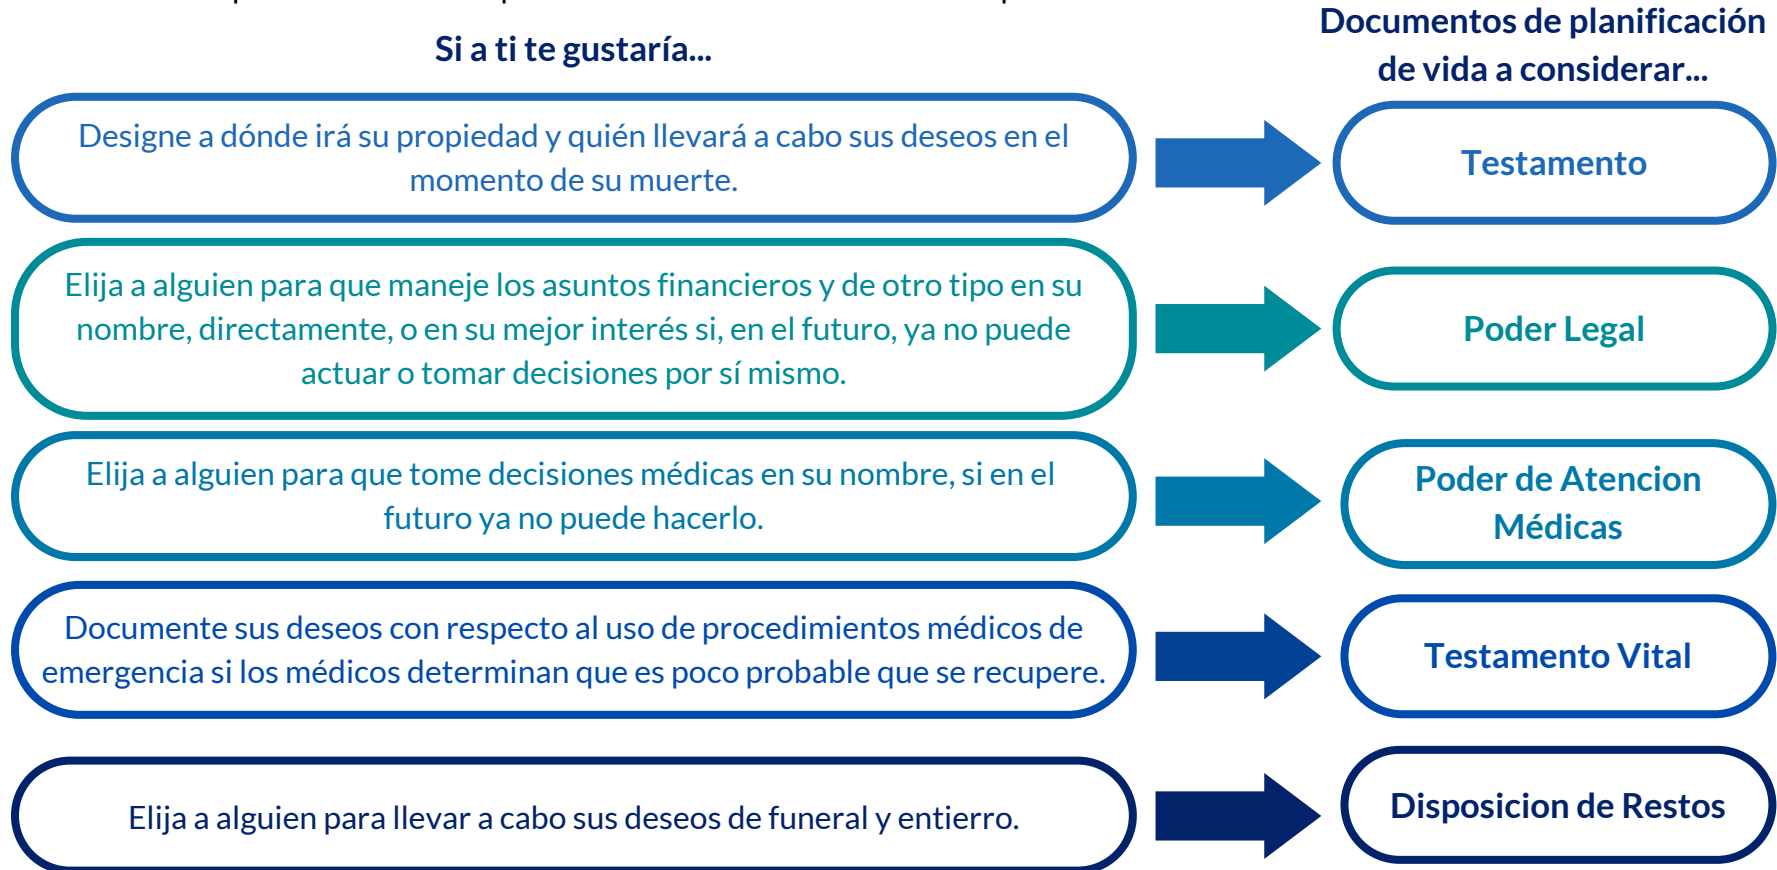 Si a ti te gustaría...
Documentos de planificación
de vida a considerar...
Designe a dónde irá su propiedad y quién llevará a cabo sus deseos en el
momento de su muerte.
Testamento
Elija a alguien para que maneje los asuntos financieros y de otro tipo en su
nombre, directamente, o en su mejor interés si, en el futuro, ya no puede
actuar o tomar decisiones por sí mismo.
Poder Legal
Elija a alguien para que tome decisiones médicas en su nombre, si en el
futuro ya no puede hacerlo.
Poder de Atencion
Médicas
Documente sus deseos con respecto al uso de procedimientos médicos de
emergencia si los médicos determinan que es poco probable que se recupere.
Testamento Vital
Elija a alguien para llevar a cabo sus deseos de funeral y entierro.
Disposicion de Restos